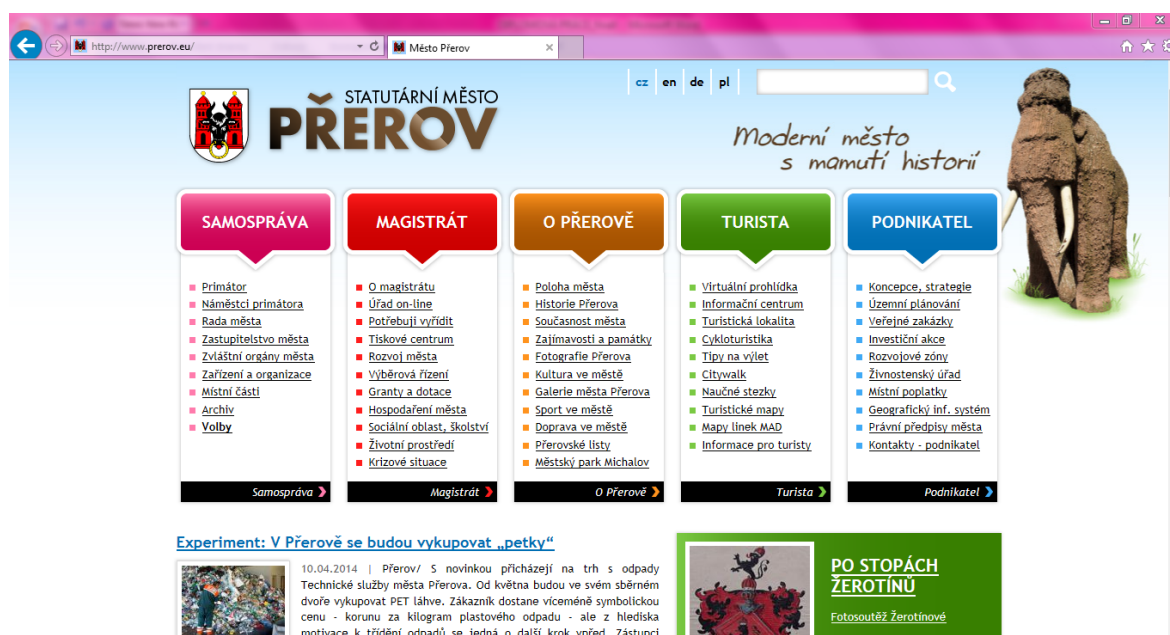 http://www.prerov.eu/
Město Přerov
cz en de pl
STATUTÁRNÍ MĚSTO
PŘEROV
Moderní město
s mamutí historií
SAMOSPRÁVA
Primátor
Náměstci primátora
Rada města
Zastupitelstvo města
Zvláštní orgány města
Zařízení a organizace
Místní části
Archiv
Volby
Samospráva
MAGISTRÁT
O magistrátu
Úřad on-line
Potřebuji vyřídit
Tiskové centrum
Rozvoj města
Výběrová řízení
Granty a dotace
Hospodaření města
Sociální oblast, školství
Životní prostředí
Krizové situace
Magistrát
O PŘEROVĚ
Poloha města
Historie Přerova
Současnost města
Zajímavosti a památky
Fotografie Přerova
Kultura ve městě
Galerie města Přerova
Sport ve městě
Doprava ve městě
Přerovské listy
Městský park Michalov
O Přerově
TURISTA
Virtuální prohlídka
Informační centrum
Turistická lokalita
Cykloturistika
Tipy na výlet
Citywalk
Naučné stezky
Turistické mapy
Mapy linek MAD
Informace pro turisty
Turista
PODNIKATEL
Koncepce, strategie
Územní plánování
Veřejné zakázky
Investiční akce
Rozvojové zóny
Živnostenský úřad
Místní poplatky
Geografický inf. systém
Právní předpisy města
Kontakty - podnikatel
Podnikatel
Experiment: V Přerově se budou vykupovat „petky“
10.04.2014 | Přerov/ S novinkou přicházejí na trh s odpady
Technické služby města Přerova. Od května budou ve svém sběrném
dvoře vykupovat PET láhve. Zákazník dostane víceméně symbolickou
cenu - korunu za kilogram plastového odpadu - ale z hlediska
motivace k třídění odpadů se jedná o další krok vpřed. Zástupci
PO STOPÁCH
ŽEROTÍNŮ
Fotosoutěž Žerotínové